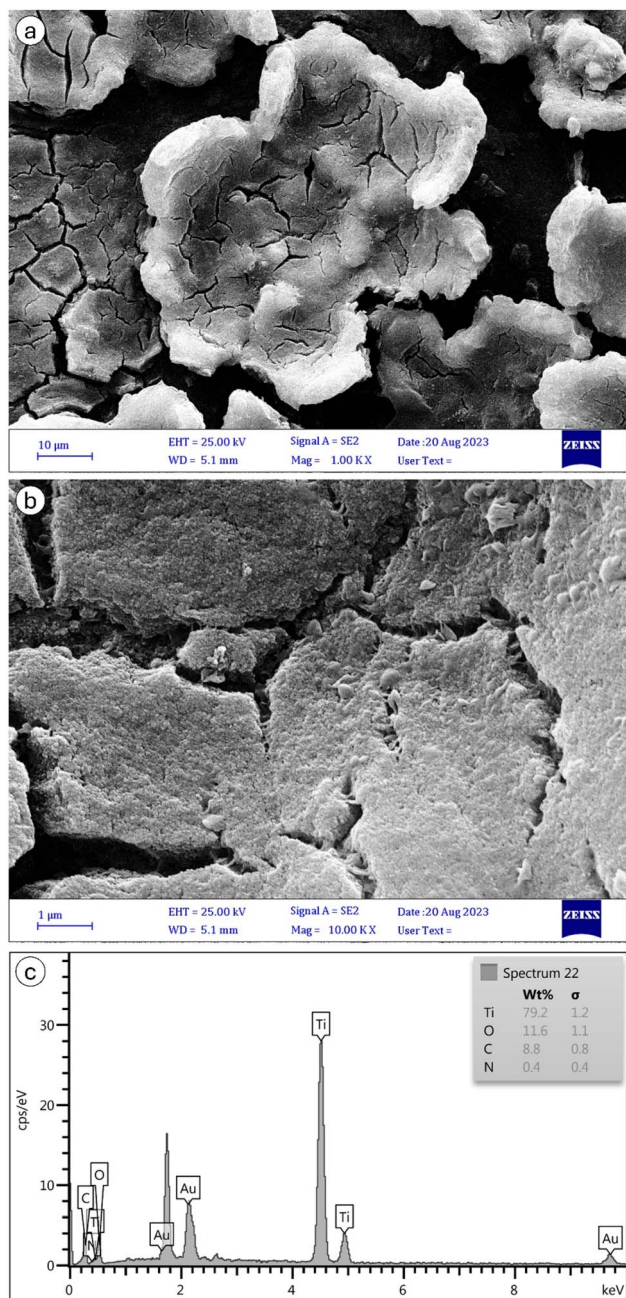 a
10 µm
EHT = 25.00 kV
Signal A = SE2
Date :20 Aug 2023
ZEISS
WD = 5.1 mm
Mag = 1.00 K X
User Text =
b
1 µm
EHT = 25.00 kV
Signal A = SE2
Date :20 Aug 2023
ZEISS
WD = 5.1 mm
Mag = 10.00 K X
User Text =
c
Spectrum 22
Wt% σ
Ti 79.2 1.2
O 11.6 1.1
C 8.8 0.8
N 0.4 0.4
cps/eV
30
20
10
0
Ti
O
C
T
N
Au
Au
Ti
Au
0 2 4 6 8 keV